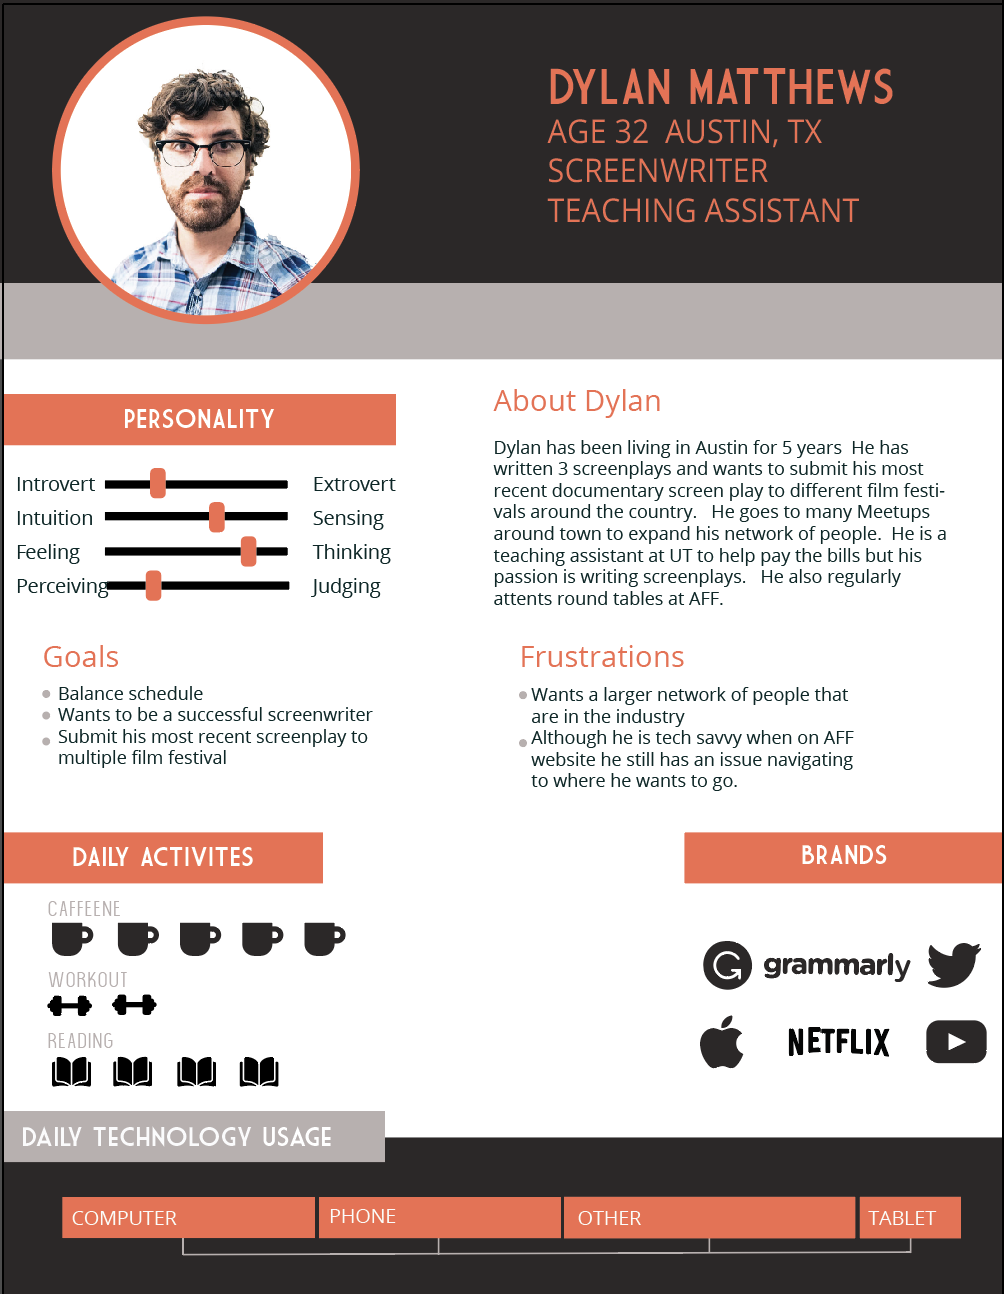 DYLAN MATTHEWS
AGE 32  AUSTIN, TX
SCREENWRITER
TEACHING ASSISTANT
PERSONALITY
Introvert Extrovert
Intuition Sensing
Feeling Thinking
Perceiving Judging
About Dylan
Dylan has been living in Austin for 5 years  He has
written 3 screenplays and wants to submit his most
recent documentary screen play to different film festi-
vals around the country.   He goes to many Meetups
around town to expand his network of people.  He is a
teaching assistant at UT to help pay the bills but his
passion is writing screenplays.   He also regularly
attents round tables at AFF.
Goals
Balance schedule
Wants to be a successful screenwriter
Submit his most recent screenplay to
multiple film festival
Frustrations
Wants a larger network of people that
are in the industry
Although he is tech savvy when on AFF
website he still has an issue navigating
to where he wants to go.
DAILY ACTIVITES
CAFFEENE
WORKOUT
READING
BRANDS
grammarly
NETFLIX
DAILY TECHNOLOGY USAGE
COMPUTER PHONE OTHER TABLET